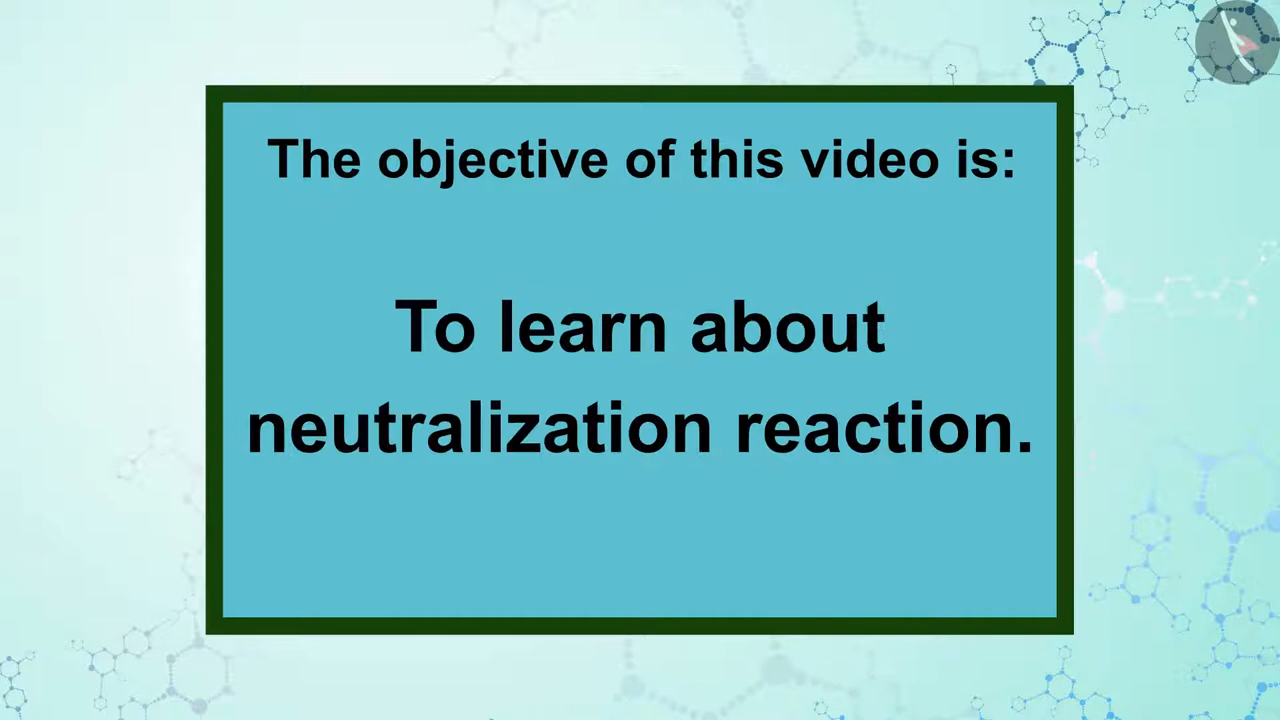 The objective of this video is:
To learn about
neutralization reaction.